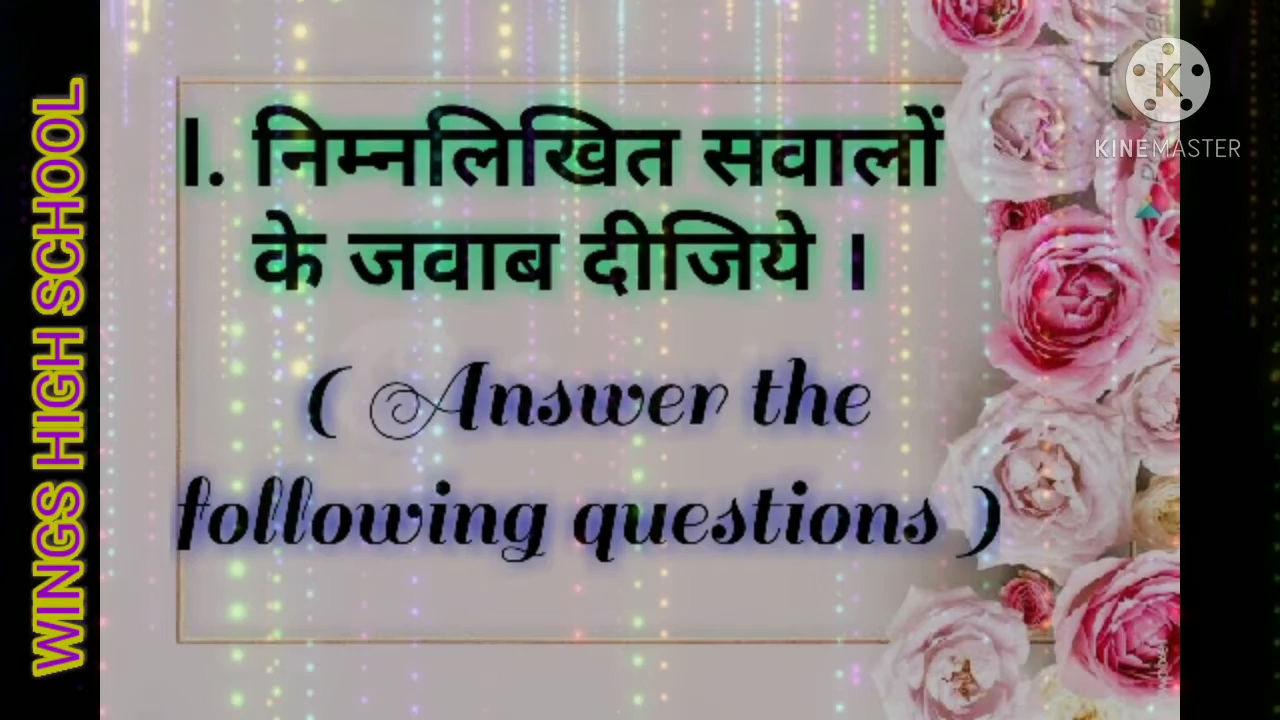 I. निम्नलिखित सवालों
के जवाब दीजिये ।
( Answer the
following questions )
WINGS HIGH SCHOOL
K
KINEMASTER